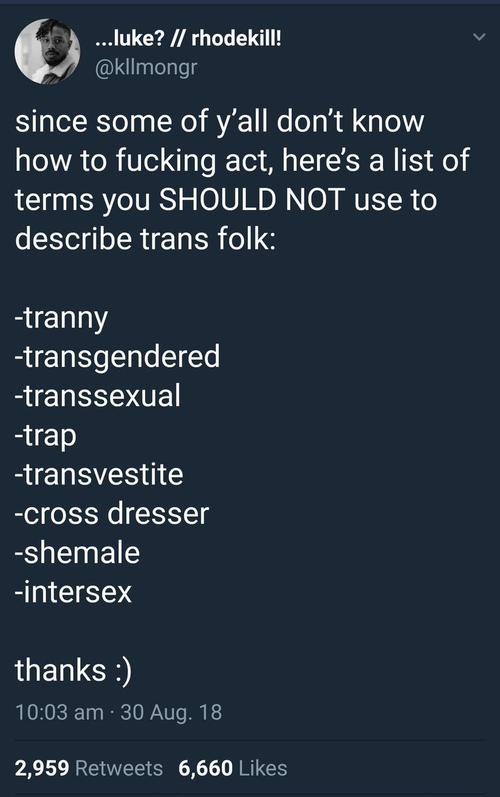 ...luke? // rhodekill!
@kllmongr
since some of y’all don’t know
how to fucking act, here’s a list of
terms you SHOULD NOT use to
describe trans folk:
-tranny
-transgendered
-transsexual
-trap
-transvestite
-cross dresser
-shemale
-intersex
thanks :)
10:03 am · 30 Aug. 18
2,959 Retweets 6,660 Likes